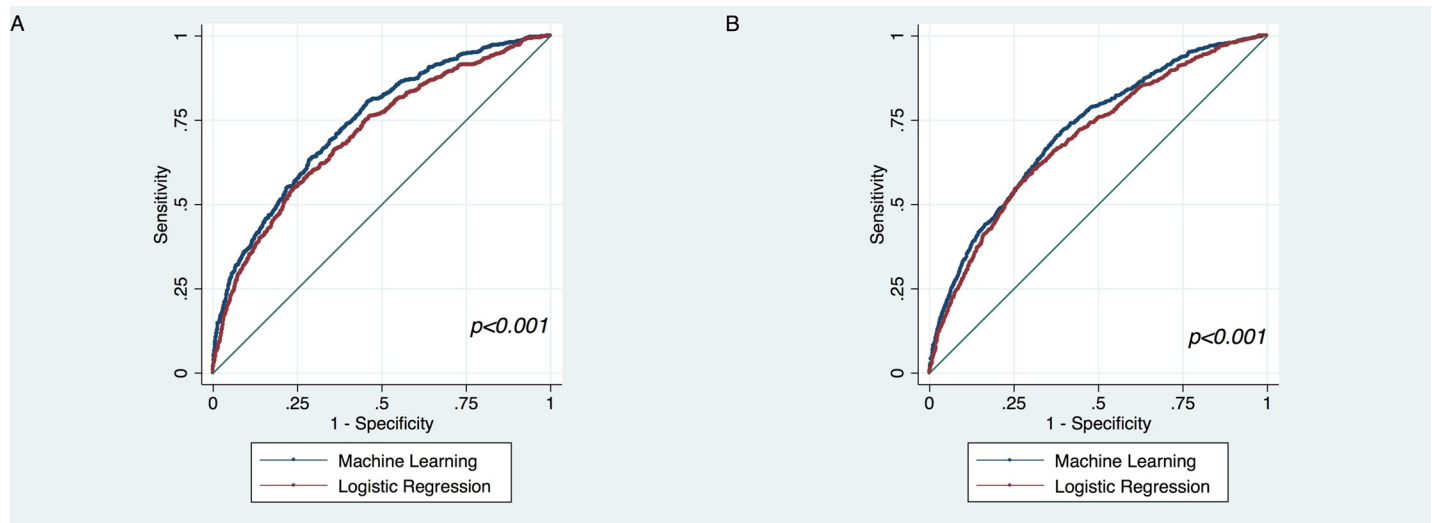 A
1
.75
.5
.25
0
Sensitivity
p<0.001
0 .25 .5 .75 1
1 - Specificity
Machine Learning
Logistic Regression
B
1
.75
.5
.25
0
Sensitivity
p<0.001
0 .25 .5 .75 1
1 - Specificity
Machine Learning
Logistic Regression